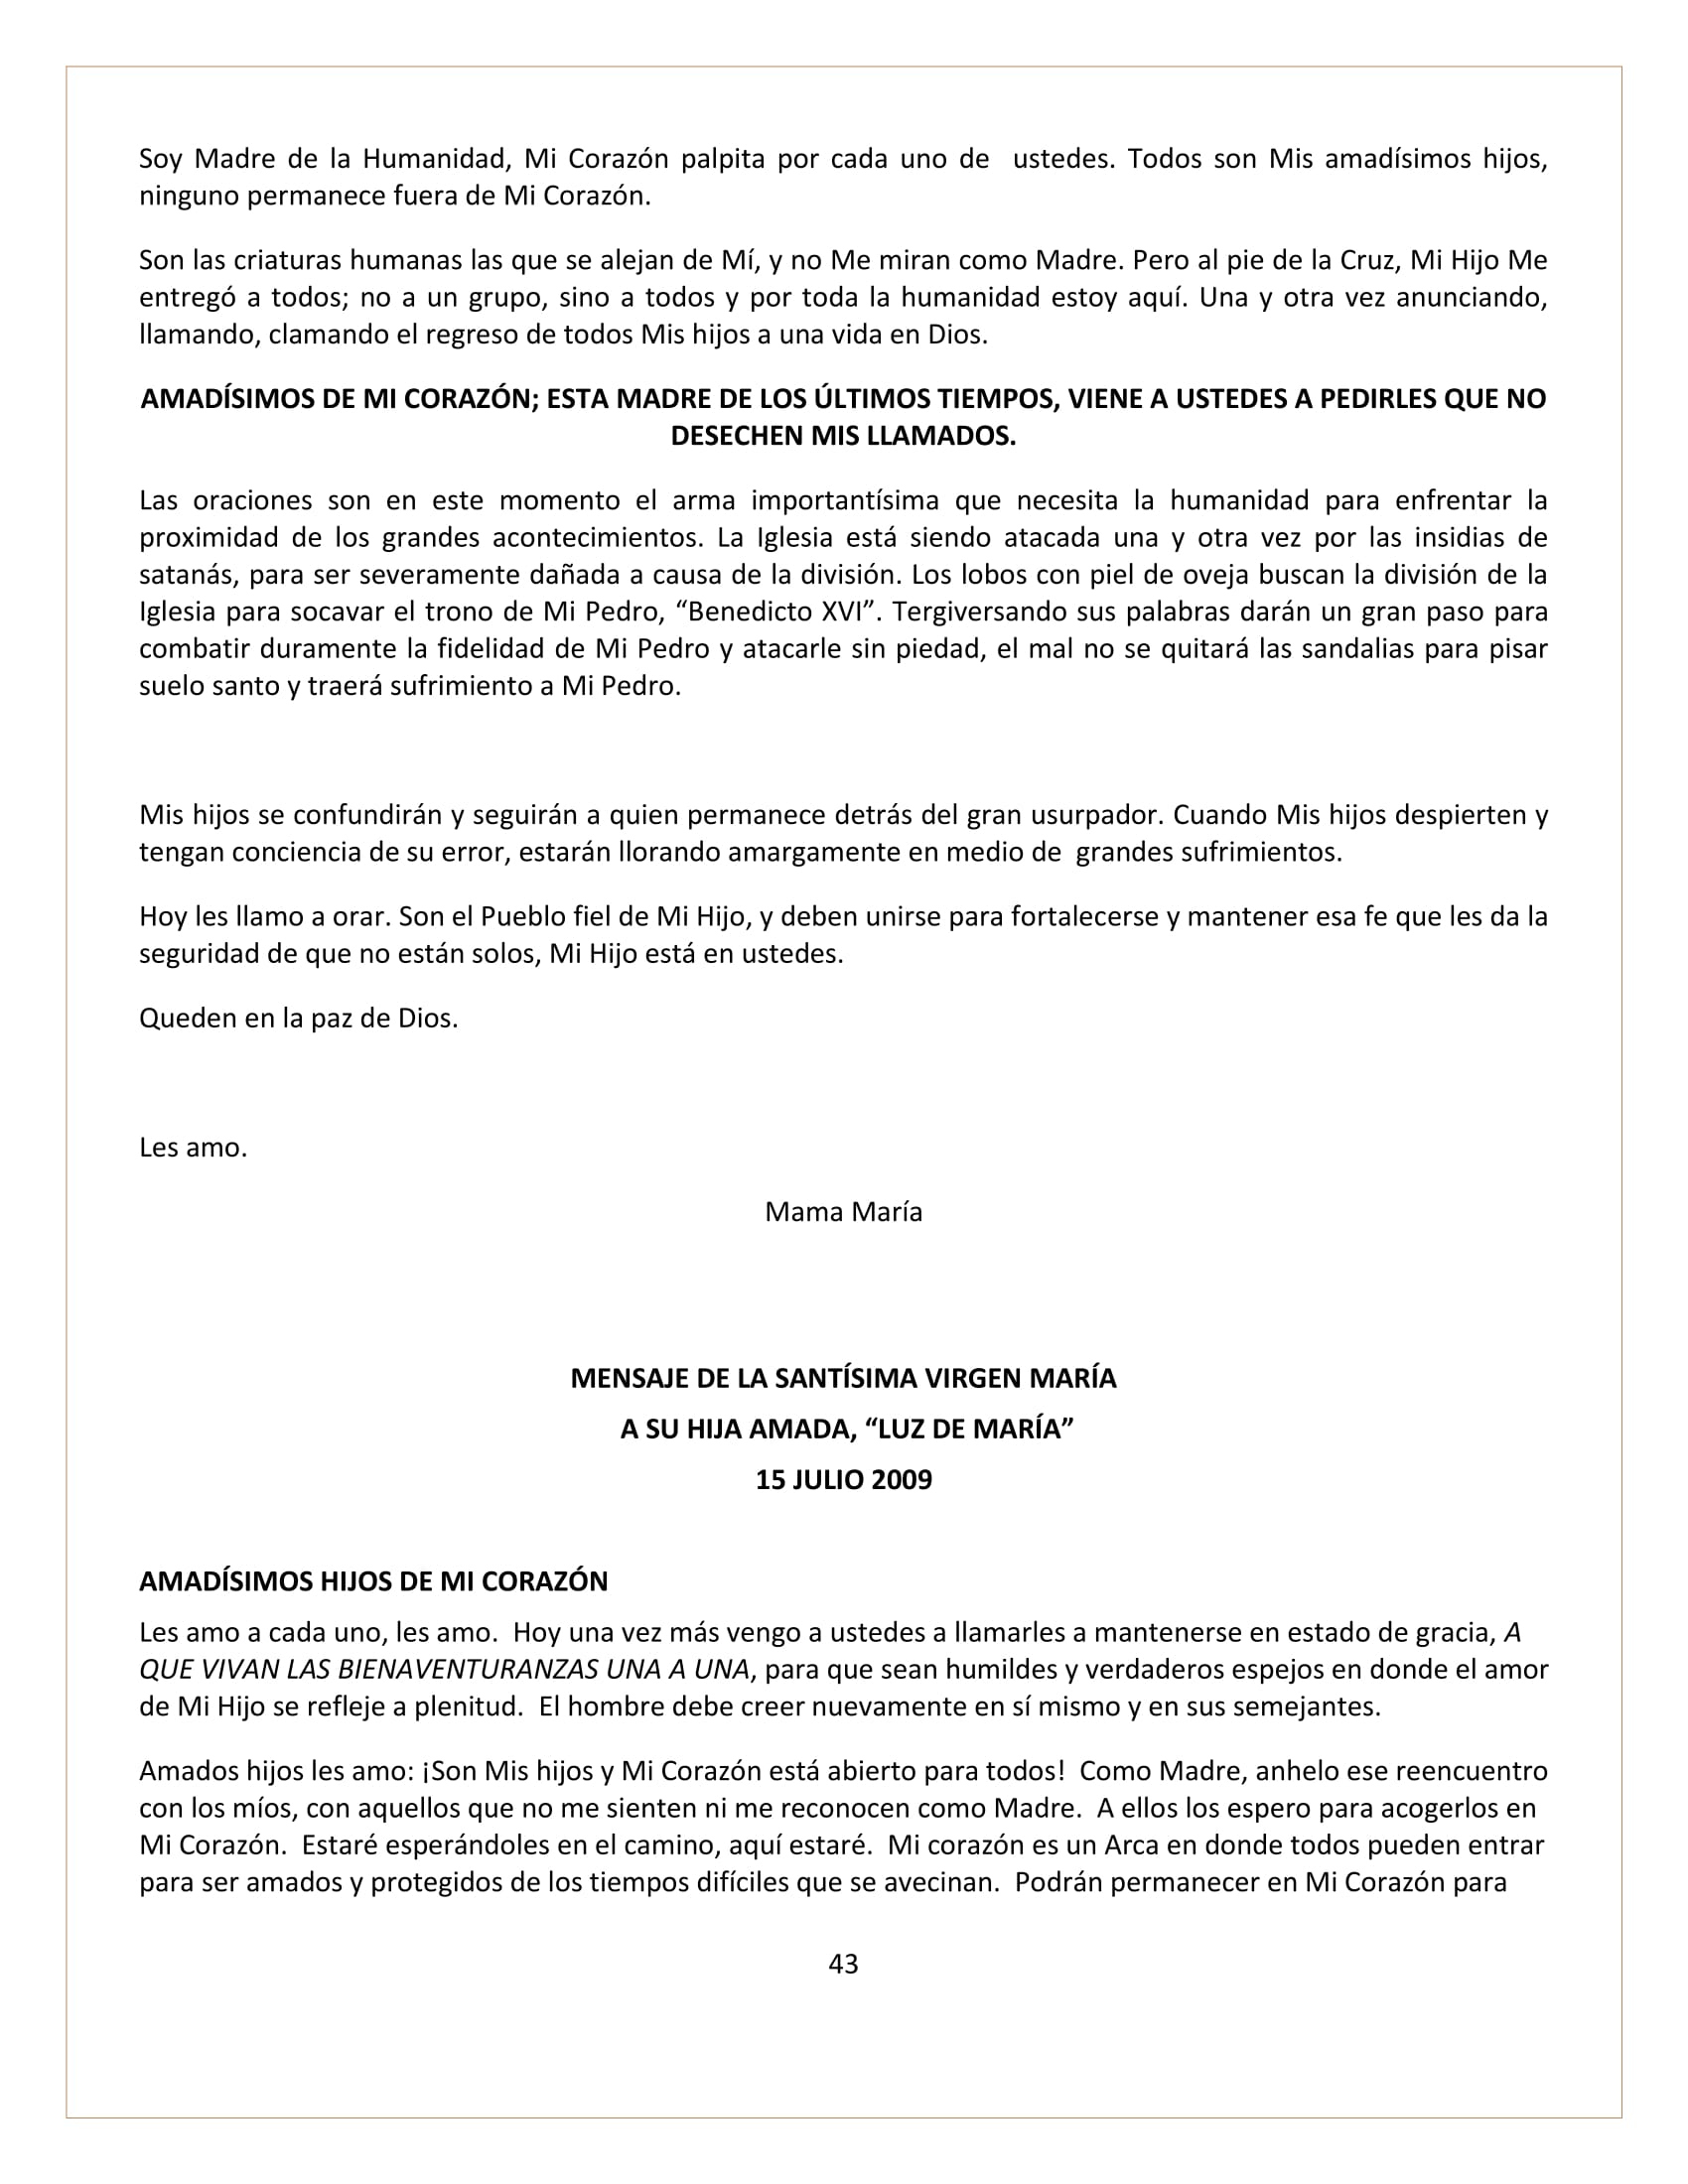 Soy Madre de la Humanidad, Mi Corazón palpita por cada uno de  ustedes. Todos son Mis amadísimos hijos,
ninguno permanece fuera de Mi Corazón.
Son las criaturas humanas las que se alejan de Mí, y no Me miran como Madre. Pero al pie de la Cruz, Mi Hijo Me
entregó a todos; no a un grupo, sino a todos y por toda la humanidad estoy aquí. Una y otra vez anunciando,
llamando, clamando el regreso de todos Mis hijos a una vida en Dios.
AMADÍSIMOS DE MI CORAZÓN; ESTA MADRE DE LOS ÚLTIMOS TIEMPOS, VIENE A USTEDES A PEDIRLES QUE NO
DESECHEN MIS LLAMADOS.
Las oraciones son en este momento el arma importantísima que necesita la humanidad para enfrentar la
proximidad de los grandes acontecimientos. La Iglesia está siendo atacada una y otra vez por las insidias de
satanás, para ser severamente dañada a causa de la división. Los lobos con piel de oveja buscan la división de la
Iglesia para socavar el trono de Mi Pedro, “Benedicto XVI”. Tergiversando sus palabras darán un gran paso para
combatir duramente la fidelidad de Mi Pedro y atacarle sin piedad, el mal no se quitará las sandalias para pisar
suelo santo y traerá sufrimiento a Mi Pedro.
Mis hijos se confundirán y seguirán a quien permanece detrás del gran usurpador. Cuando Mis hijos despierten y
tengan conciencia de su error, estarán llorando amargamente en medio de  grandes sufrimientos.
Hoy les llamo a orar. Son el Pueblo fiel de Mi Hijo, y deben unirse para fortalecerse y mantener esa fe que les da la
seguridad de que no están solos, Mi Hijo está en ustedes.
Queden en la paz de Dios.
Les amo.
Mama María
MENSAJE DE LA SANTÍSIMA VIRGEN MARÍA
A SU HIJA AMADA, “LUZ DE MARÍA”
15 JULIO 2009
AMADÍSIMOS HIJOS DE MI CORAZÓN
Les amo a cada uno, les amo.  Hoy una vez más vengo a ustedes a llamarles a mantenerse en estado de gracia, A
QUE VIVAN LAS BIENAVENTURANZAS UNA A UNA, para que sean humildes y verdaderos espejos en donde el amor
de Mi Hijo se refleje a plenitud.  El hombre debe creer nuevamente en sí mismo y en sus semejantes.
Amados hijos les amo: ¡Son Mis hijos y Mi Corazón está abierto para todos!  Como Madre, anhelo ese reencuentro
con los míos, con aquellos que no me sienten ni me reconocen como Madre.  A ellos los espero para acogerlos en
Mi Corazón.  Estaré esperándoles en el camino, aquí estaré.  Mi corazón es un Arca en donde todos pueden entrar
para ser amados y protegidos de los tiempos difíciles que se avecinan.  Podrán permanecer en Mi Corazón para
43